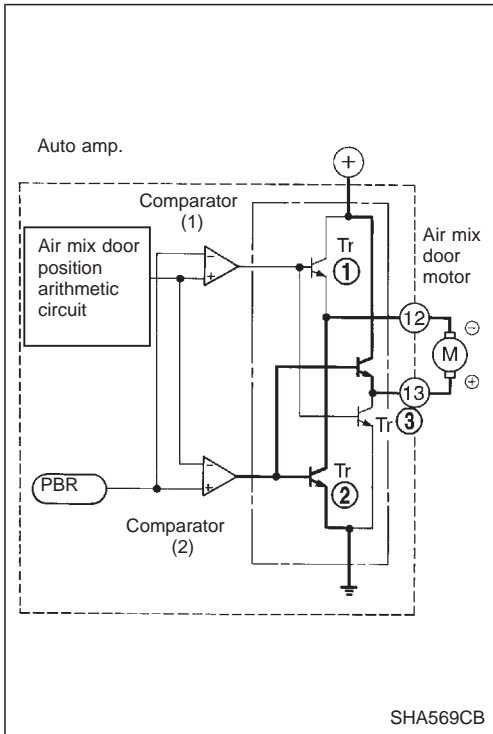 Auto amp.
+
Comparator
(1)
Air mix door
position
arithmetic
circuit
−
+
Tr
1
Air mix
door
motor
12
−
M
+
13
Tr 3
−
+
Tr
2
PBR
Comparator
(2)
SHA569CB